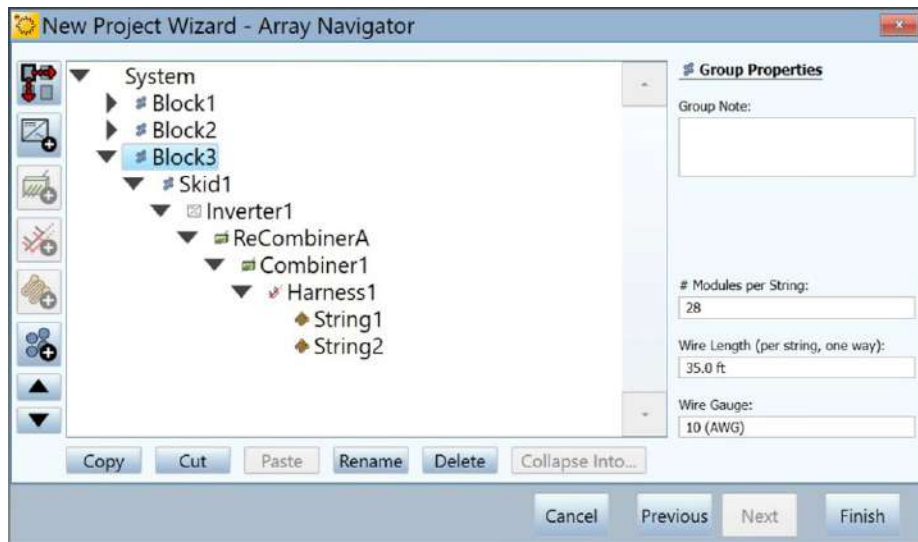 New Project Wizard - Array Navigator
System
Block1
Block2
Block3
Skid1
Inverter1
ReCombinerA
Combiner1
Harness1
String1
String2
Group Properties
Group Note:
# Modules per String:
28
Wire Length (per string, one way):
35.0 ft
Wire Gauge:
10 (AWG)
Copy Cut Paste Rename Delete Collapse Into...
Cancel Previous Next Finish